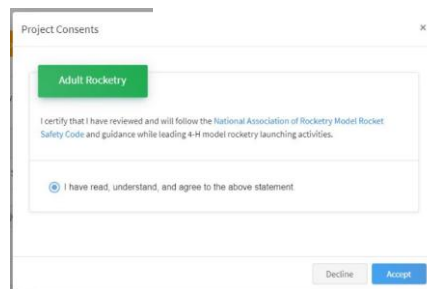 Project Consents ×
Adult Rocketry
I certify that I have reviewed and will follow the National Association of Rocketry Model Rocket
Safety Code and guidance while leading 4-H model rocketry launching activities.
I have read, understand, and agree to the above statement
Decline Accept